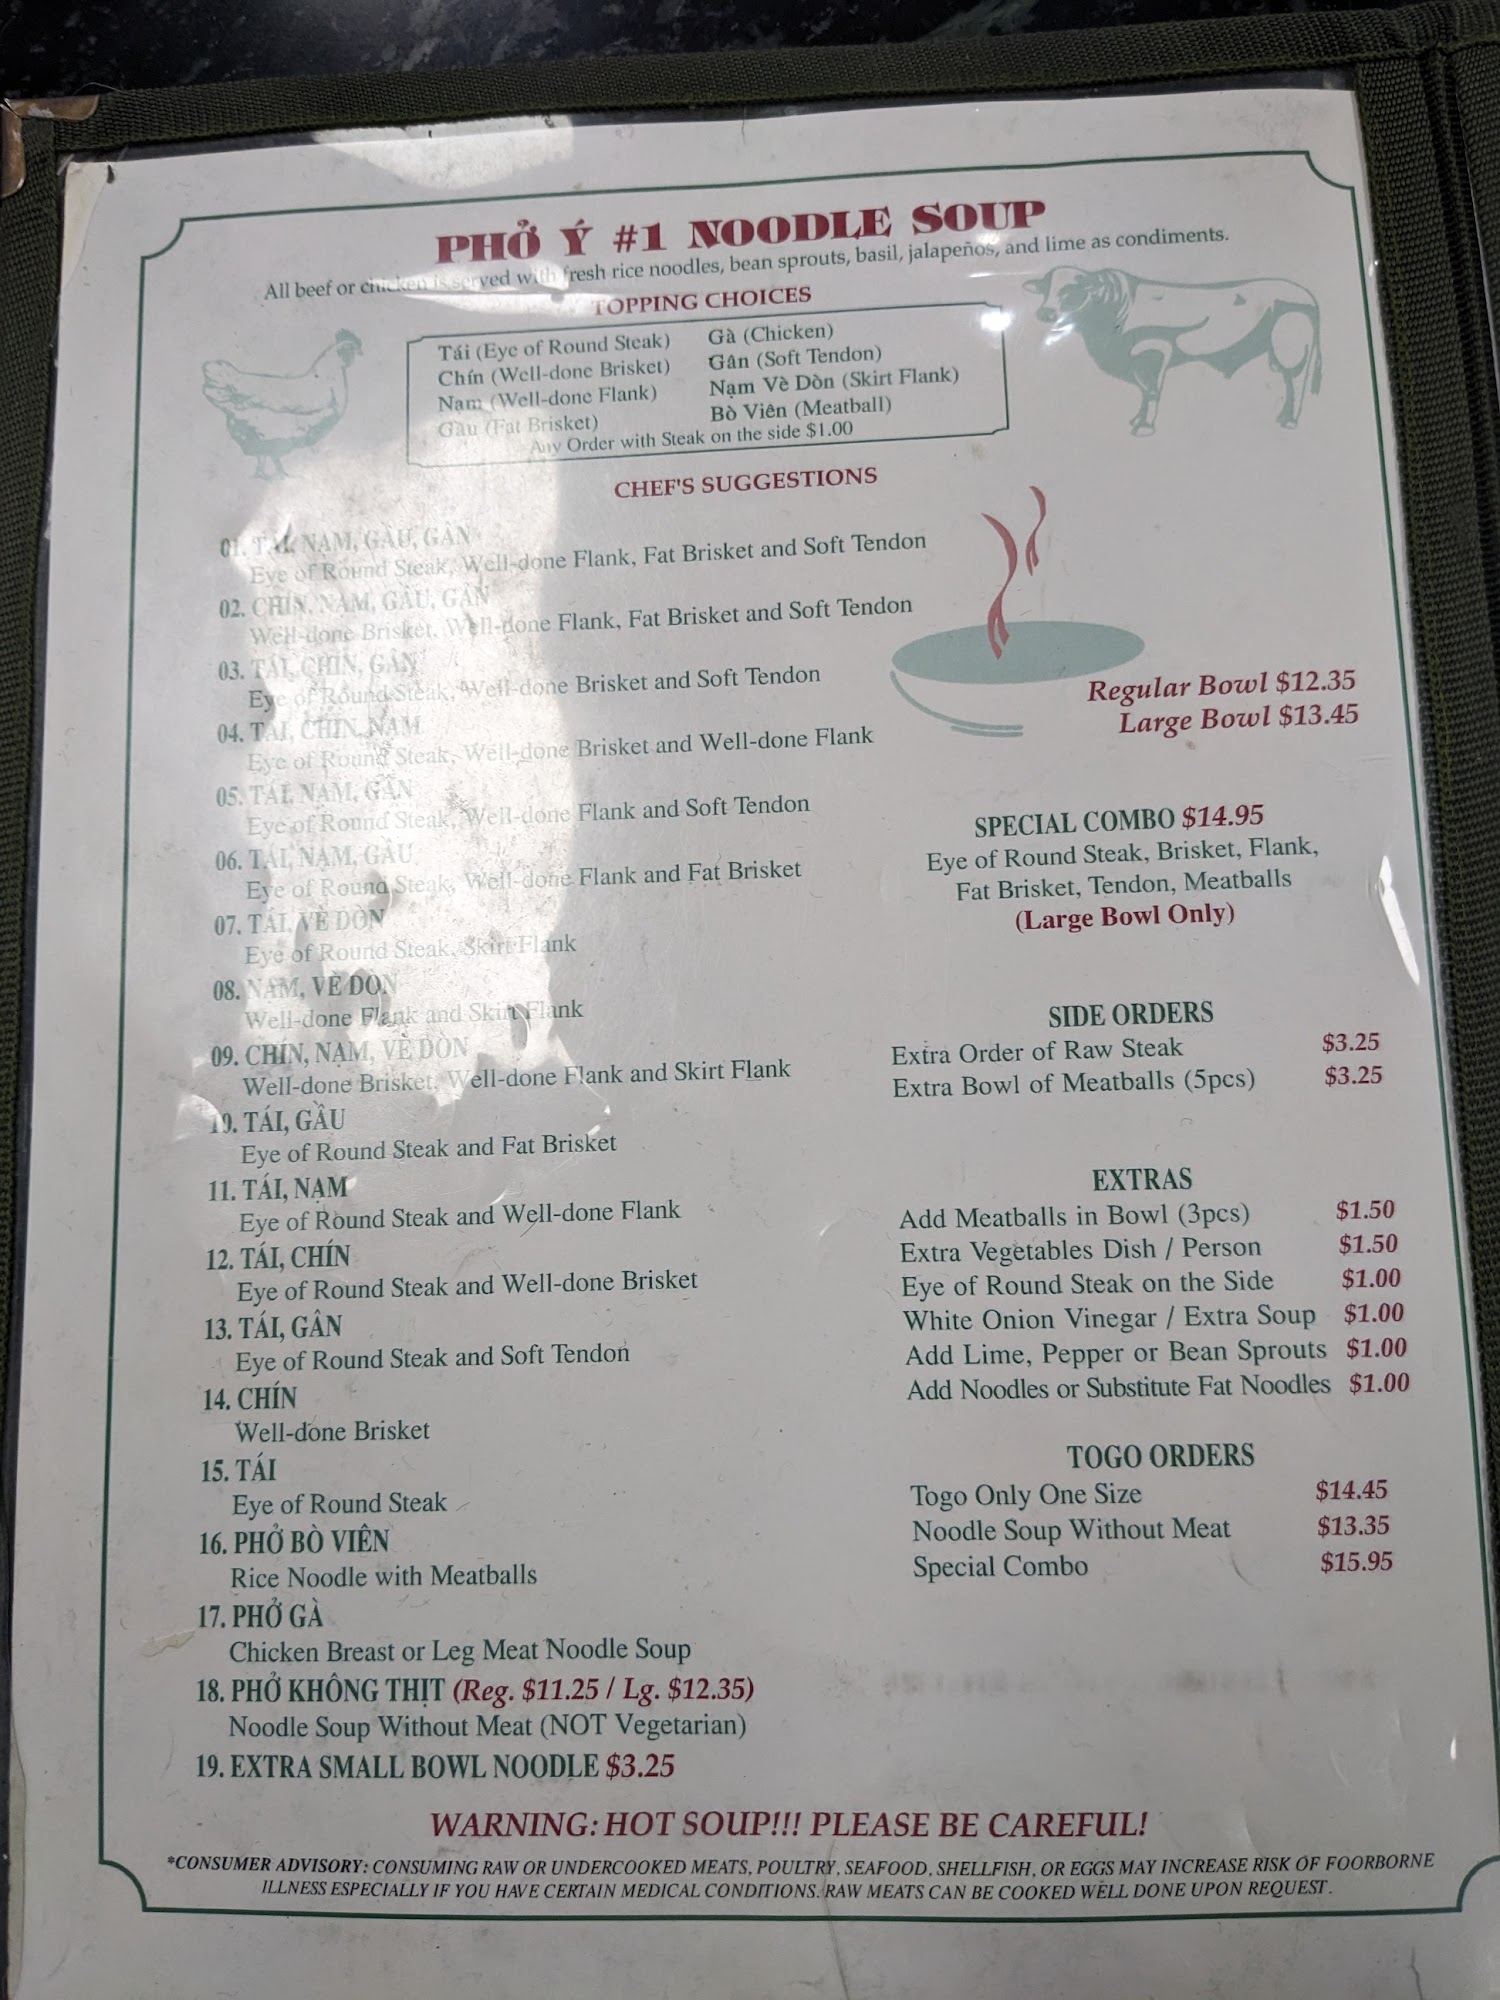 PHỞ Ý #1 NOODLE SOUP
All beef or chicken is served with fresh rice noodles, bean sprouts, basil, jalapeños, and lime as condiments.
TOPPING CHOICES
Tái (Eye of Round Steak)
Chín (Well-done Brisket)
Nạm (Well-done Flank)
Gầu (Fat Brisket)
Gà (Chicken)
Gân (Soft Tendon)
Nạm Vè Dòn (Skirt Flank)
Bò Viên (Meatball)
Any Order with Steak on the side $1.00
CHEF'S SUGGESTIONS
01. TÁI, NẠM, GẦU, GÂN
Eye of Round Steak, Well-done Flank, Fat Brisket and Soft Tendon
02. CHÍN, NẠM, GẦU, GÂN
Well-done Brisket, Well-done Flank, Fat Brisket and Soft Tendon
03. TÁI, CHÍN, GÂN
Eye of Round Steak, Well-done Brisket and Soft Tendon
04. TÁI, CHÍN, NẠM
Eye of Round Steak, Well-done Brisket and Well-done Flank
05. TÁI, NẠM, GÂN
Eye of Round Steak, Well-done Flank and Soft Tendon
06. TÁI, NẠM, GẦU
Eye of Round Steak, Well-done Flank and Fat Brisket
07. TÁI, VÈ DÒN
Eye of Round Steak, Skirt Flank
08. NẠM, VÈ DÒN
Well-done Flank and Skirt Flank
09. CHÍN, NẠM, VÈ DÒN
Well-done Brisket, Well-done Flank and Skirt Flank
10. TÁI, GẦU
Eye of Round Steak and Fat Brisket
11. TÁI, NẠM
Eye of Round Steak and Well-done Flank
12. TÁI, CHÍN
Eye of Round Steak and Well-done Brisket
13. TÁI, GÂN
Eye of Round Steak and Soft Tendon
14. CHÍN
Well-done Brisket
15. TÁI
Eye of Round Steak
16. PHỞ BÒ VIÊN
Rice Noodle with Meatballs
17. PHỞ GÀ
Chicken Breast or Leg Meat Noodle Soup
18. PHỞ KHÔNG THỊT (Reg. $11.25 / Lg. $12.35)
Noodle Soup Without Meat (NOT Vegetarian)
19. EXTRA SMALL BOWL NOODLE $3.25
Regular Bowl $12.35
Large Bowl $13.45
SPECIAL COMBO $14.95
Eye of Round Steak, Brisket, Flank,
Fat Brisket, Tendon, Meatballs
(Large Bowl Only)
SIDE ORDERS
Extra Order of Raw Steak $3.25
Extra Bowl of Meatballs (5pcs) $3.25
EXTRAS
Add Meatballs in Bowl (3pcs) $1.50
Extra Vegetables Dish / Person $1.50
Eye of Round Steak on the Side $1.00
White Onion Vinegar / Extra Soup $1.00
Add Lime, Pepper or Bean Sprouts $1.00
Add Noodles or Substitute Fat Noodles $1.00
TOGO ORDERS
Togo Only One Size $14.45
Noodle Soup Without Meat $13.35
Special Combo $15.95
WARNING: HOT SOUP!!! PLEASE BE CAREFUL!
*CONSUMER ADVISORY: CONSUMING RAW OR UNDERCOOKED MEATS, POULTRY, SEAFOOD, SHELLFISH, OR EGGS MAY INCREASE RISK OF FOORBORNE
ILLNESS ESPECIALLY IF YOU HAVE CERTAIN MEDICAL CONDITIONS. RAW MEATS CAN BE COOKED WELL DONE UPON REQUEST.